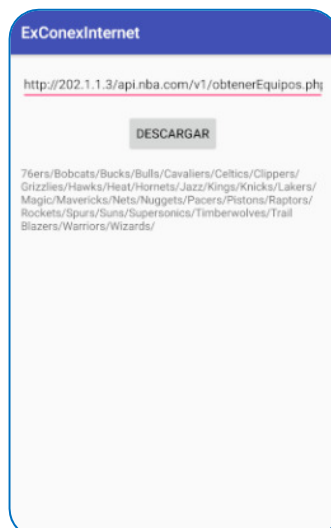 ExConexInternet
http://202.1.1.3/api.nba.com/v1/obtenerEquipos.php
DESCARGAR
76ers/Bobcats/Bucks/Bulls/Cavaliers/Celtics/Clippers/
Grizzlies/Hawks/Heat/Hornets/Jazz/Kings/Knicks/Lakers/
Magic/Mavericks/Nets/Nuggets/Pacers/Pistons/Raptors/
Rockets/Spurs/Suns/Supersonics/Timberwolves/Trail
Blazers/Warriors/Wizards/